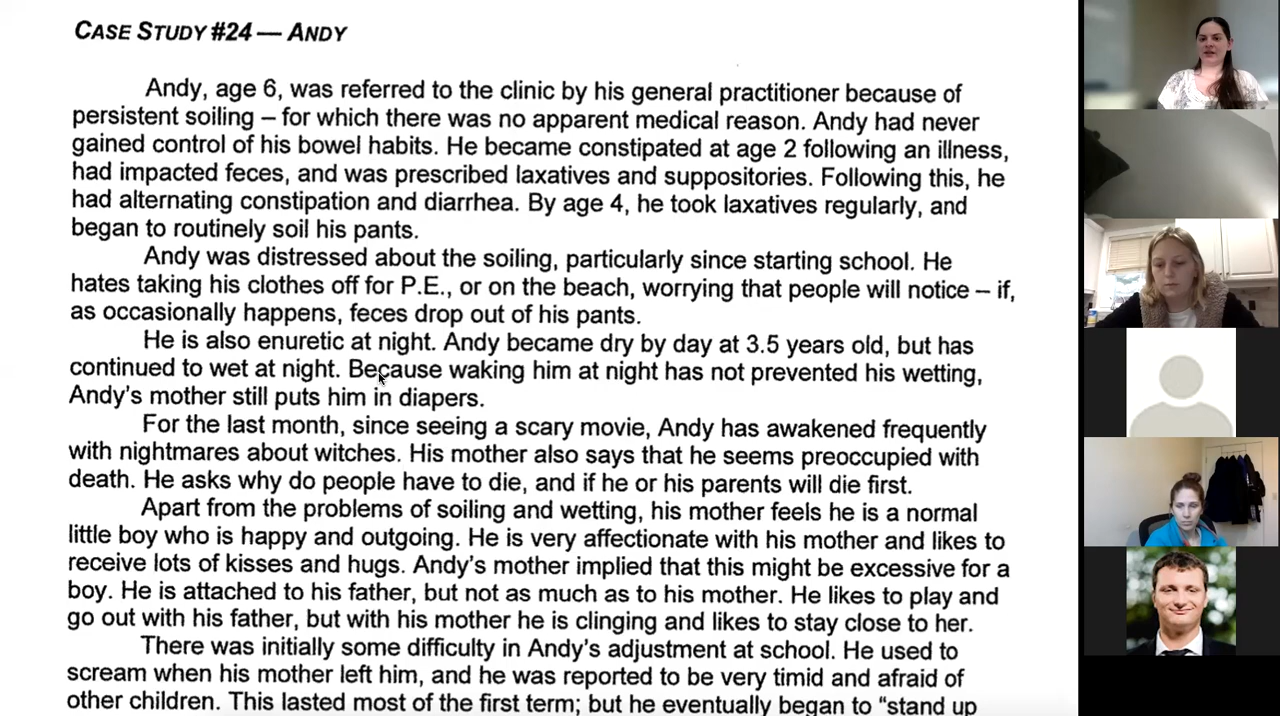 CASE STUDY #24 — ANDY
Andy, age 6, was referred to the clinic by his general practitioner because of
persistent soiling – for which there was no apparent medical reason. Andy had never
gained control of his bowel habits. He became constipated at age 2 following an illness,
had impacted feces, and was prescribed laxatives and suppositories. Following this, he
had alternating constipation and diarrhea. By age 4, he took laxatives regularly, and
began to routinely soil his pants.
Andy was distressed about the soiling, particularly since starting school. He
hates taking his clothes off for P.E., or on the beach, worrying that people will notice – if,
as occasionally happens, feces drop out of his pants.
He is also enuretic at night. Andy became dry by day at 3.5 years old, but has
continued to wet at night. Because waking him at night has not prevented his wetting,
Andy's mother still puts him in diapers.
For the last month, since seeing a scary movie, Andy has awakened frequently
with nightmares about witches. His mother also says that he seems preoccupied with
death. He asks why do people have to die, and if he or his parents will die first.
Apart from the problems of soiling and wetting, his mother feels he is a normal
little boy who is happy and outgoing. He is very affectionate with his mother and likes to
receive lots of kisses and hugs. Andy's mother implied that this might be excessive for a
boy. He is attached to his father, but not as much as to his mother. He likes to play and
go out with his father, but with his mother he is clinging and likes to stay close to her.
There was initially some difficulty in Andy's adjustment at school. He used to
scream when his mother left him, and he was reported to be very timid and afraid of
other children. This lasted most of the first term; but he eventually began to "stand up